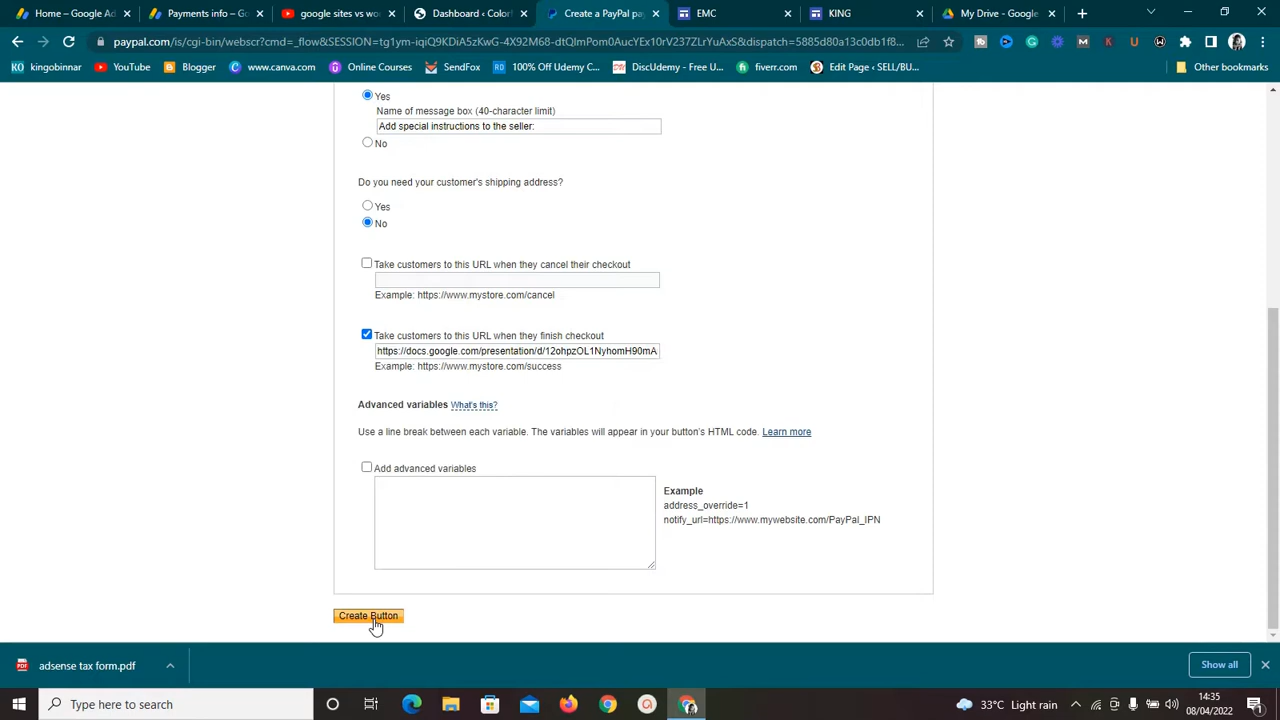 Home - Google Ad
Payments info – Go
google sites vs wo
Dashboard ‹ Colorl
Create a PayPal pay
EMC
KING
My Drive - Google
paypal.com/is/cgi-bin/webscr?cmd=_flow&SESSION=tg1ym-iqiQ9KDiA5zKwG-4X92M68-dtQlmPom0AucYEx10rV237ZLrYuAxS&dispatch=5885d80a13c0db1f8...
kingobinnar
YouTube
Blogger
www.canva.com
Online Courses
SendFox
100% Off Udemy C...
DiscUdemy - Free U...
fiverr.com
Edit Page ‹ SELL/BU...
Other bookmarks
Yes
Name of message box (40-character limit)
Add special instructions to the seller:
No
Do you need your customer's shipping address?
Yes
No
Take customers to this URL when they cancel their checkout
Example: https://www.mystore.com/cancel
Take customers to this URL when they finish checkout
https://docs.google.com/presentation/d/12ohpzOL1NyhomH90mA
Example: https://www.mystore.com/success
Advanced variables What's this?
Use a line break between each variable. The variables will appear in your button's HTML code. Learn more
Add advanced variables
Example
address_override=1
notify_url=https://www.mywebsite.com/PayPal_IPN
Create Button
adsense tax form.pdf
Show all
Type here to search
33°C Light rain
14:35
08/04/2022